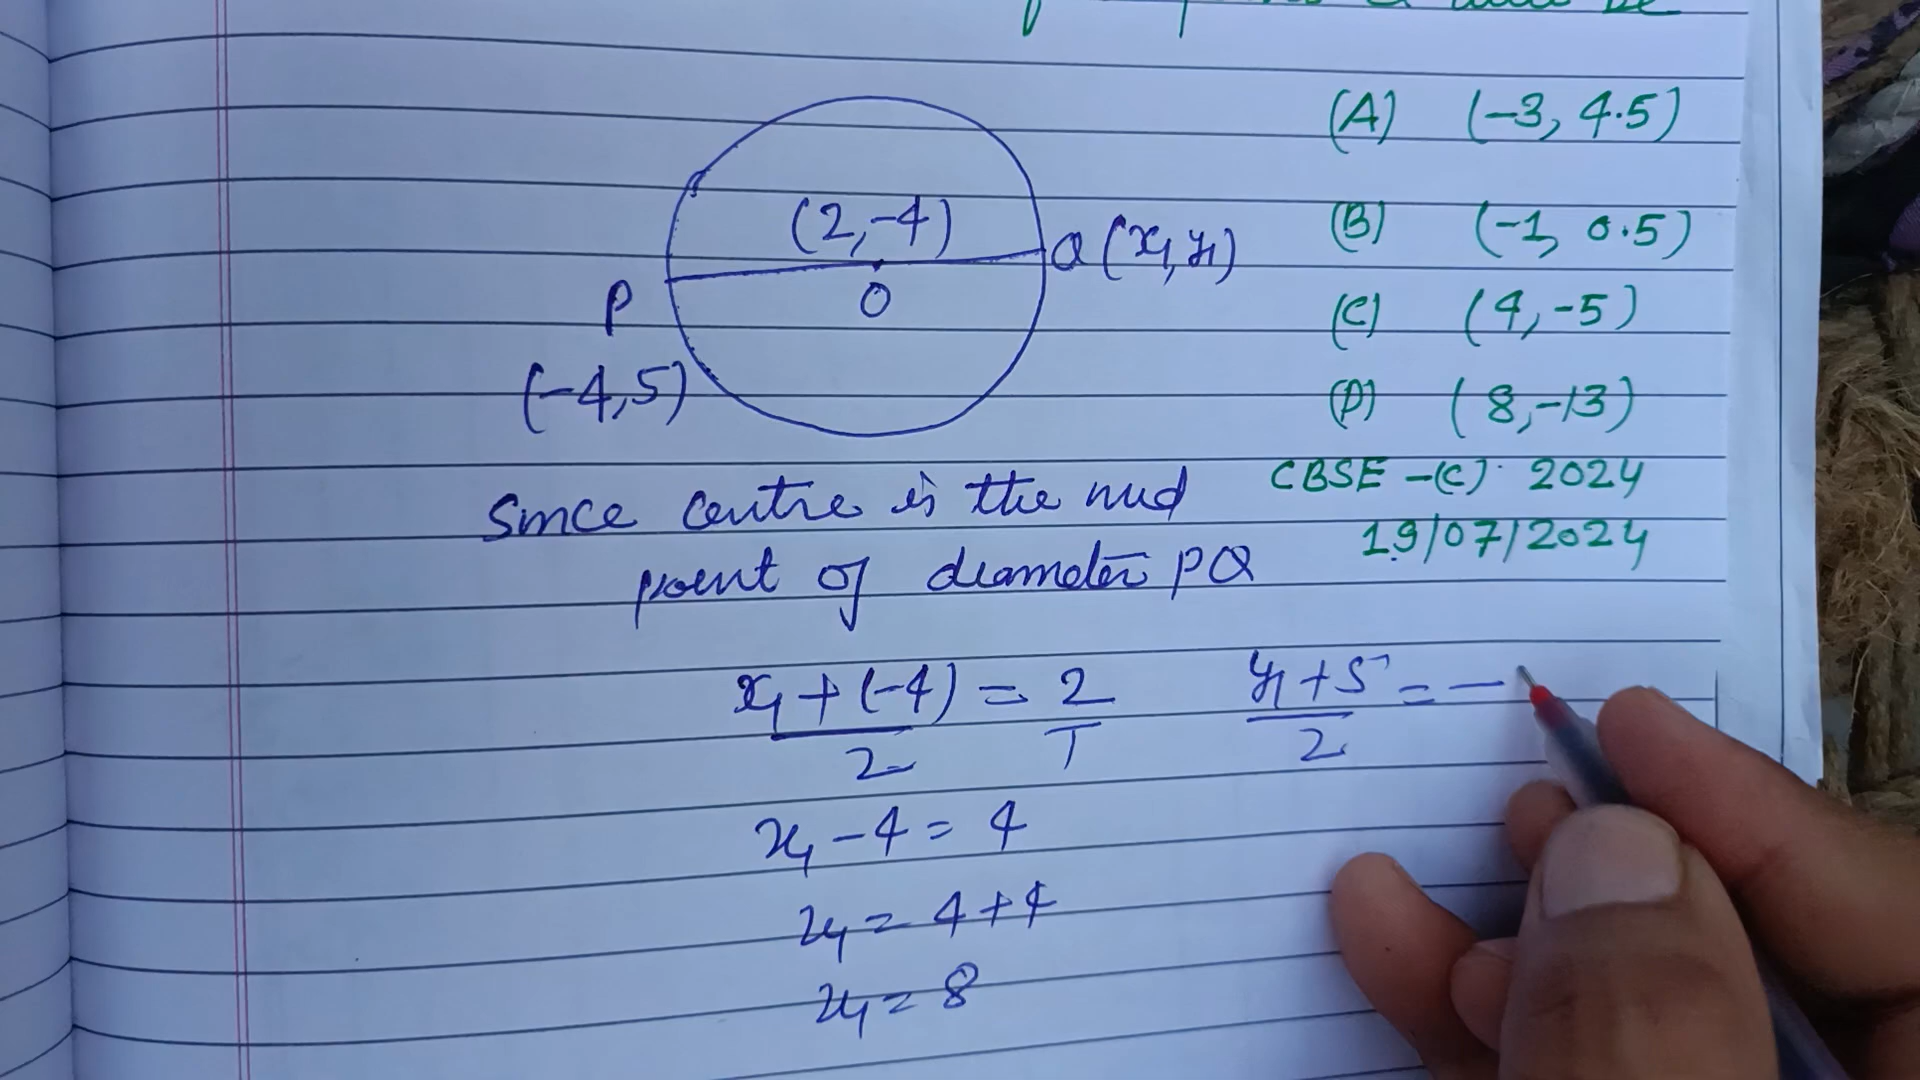 (A) (-3, 4.5)
(2,-4)
(B) (-1, 0.5)
Q (x₁, y₁)
P
O
(C) (4, -5)
(-4,5)
(D) (8,-13)
Since centre is the mid
CBSE -(C) 2024
point of diameter PQ
19/07/2024
x₁ + (-4) / 2 = 2 / 1
y₁ + 5 / 2 = -
x₁ - 4 = 4
x₁ = 4 + 4
x₁ = 8